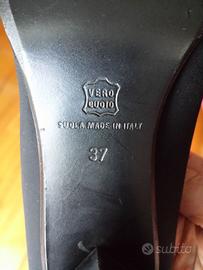 VERO
CUOIO
SUOLA MADE IN ITALY
37
subito